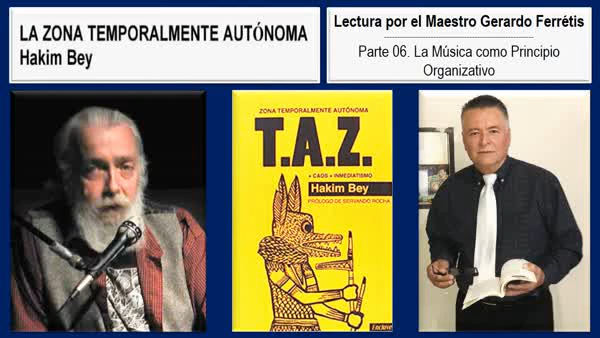 LA ZONA TEMPORALMENTE AUTÓNOMA
Hakim Bey
Lectura por el Maestro Gerardo Ferrétis
Parte 06. La Música como Principio
Organizativo
ZONA TEMPORALMENTE AUTÓNOMA
T.A.Z.
+ CAOS + INMEDIATISMO
Hakim Bey
PRÓLOGO DE SERVANDO ROCHA
Enclave